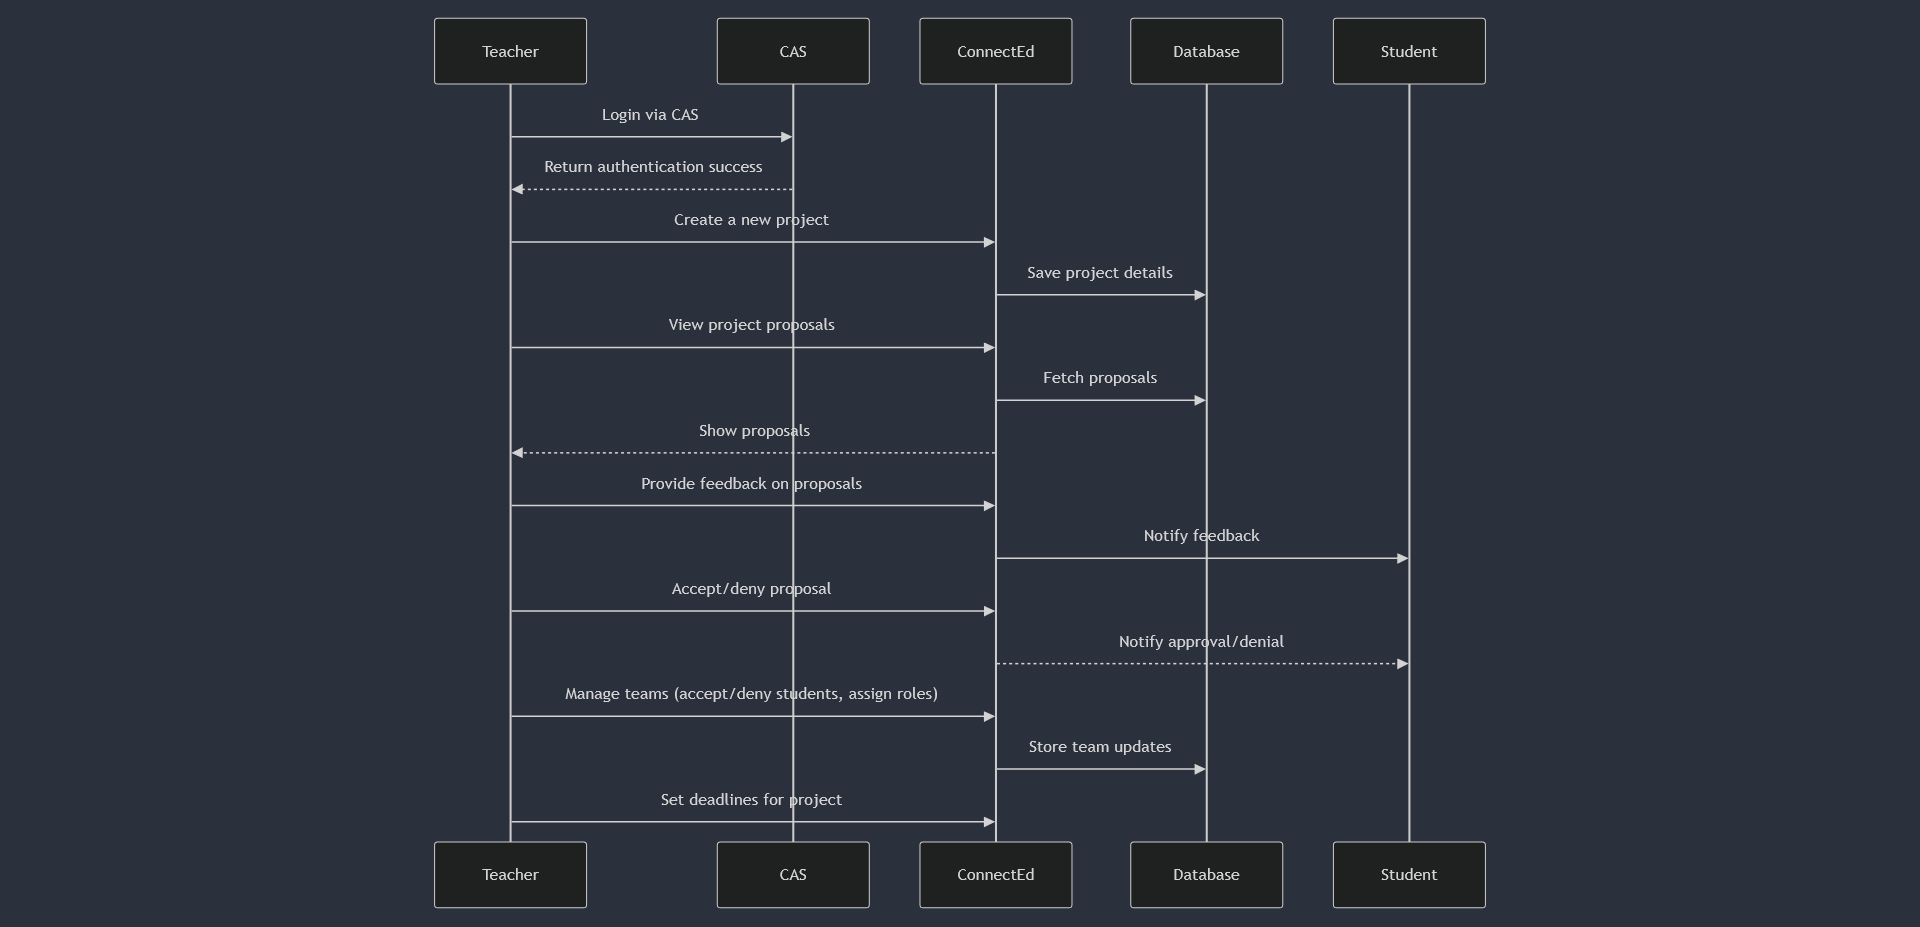 Teacher
CAS
ConnectEd
Database
Student
Login via CAS
Return authentication success
Create a new project
Save project details
View project proposals
Fetch proposals
Show proposals
Provide feedback on proposals
Notify feedback
Accept/deny proposal
Notify approval/denial
Manage teams (accept/deny students, assign roles)
Store team updates
Set deadlines for project
Teacher
CAS
ConnectEd
Database
Student